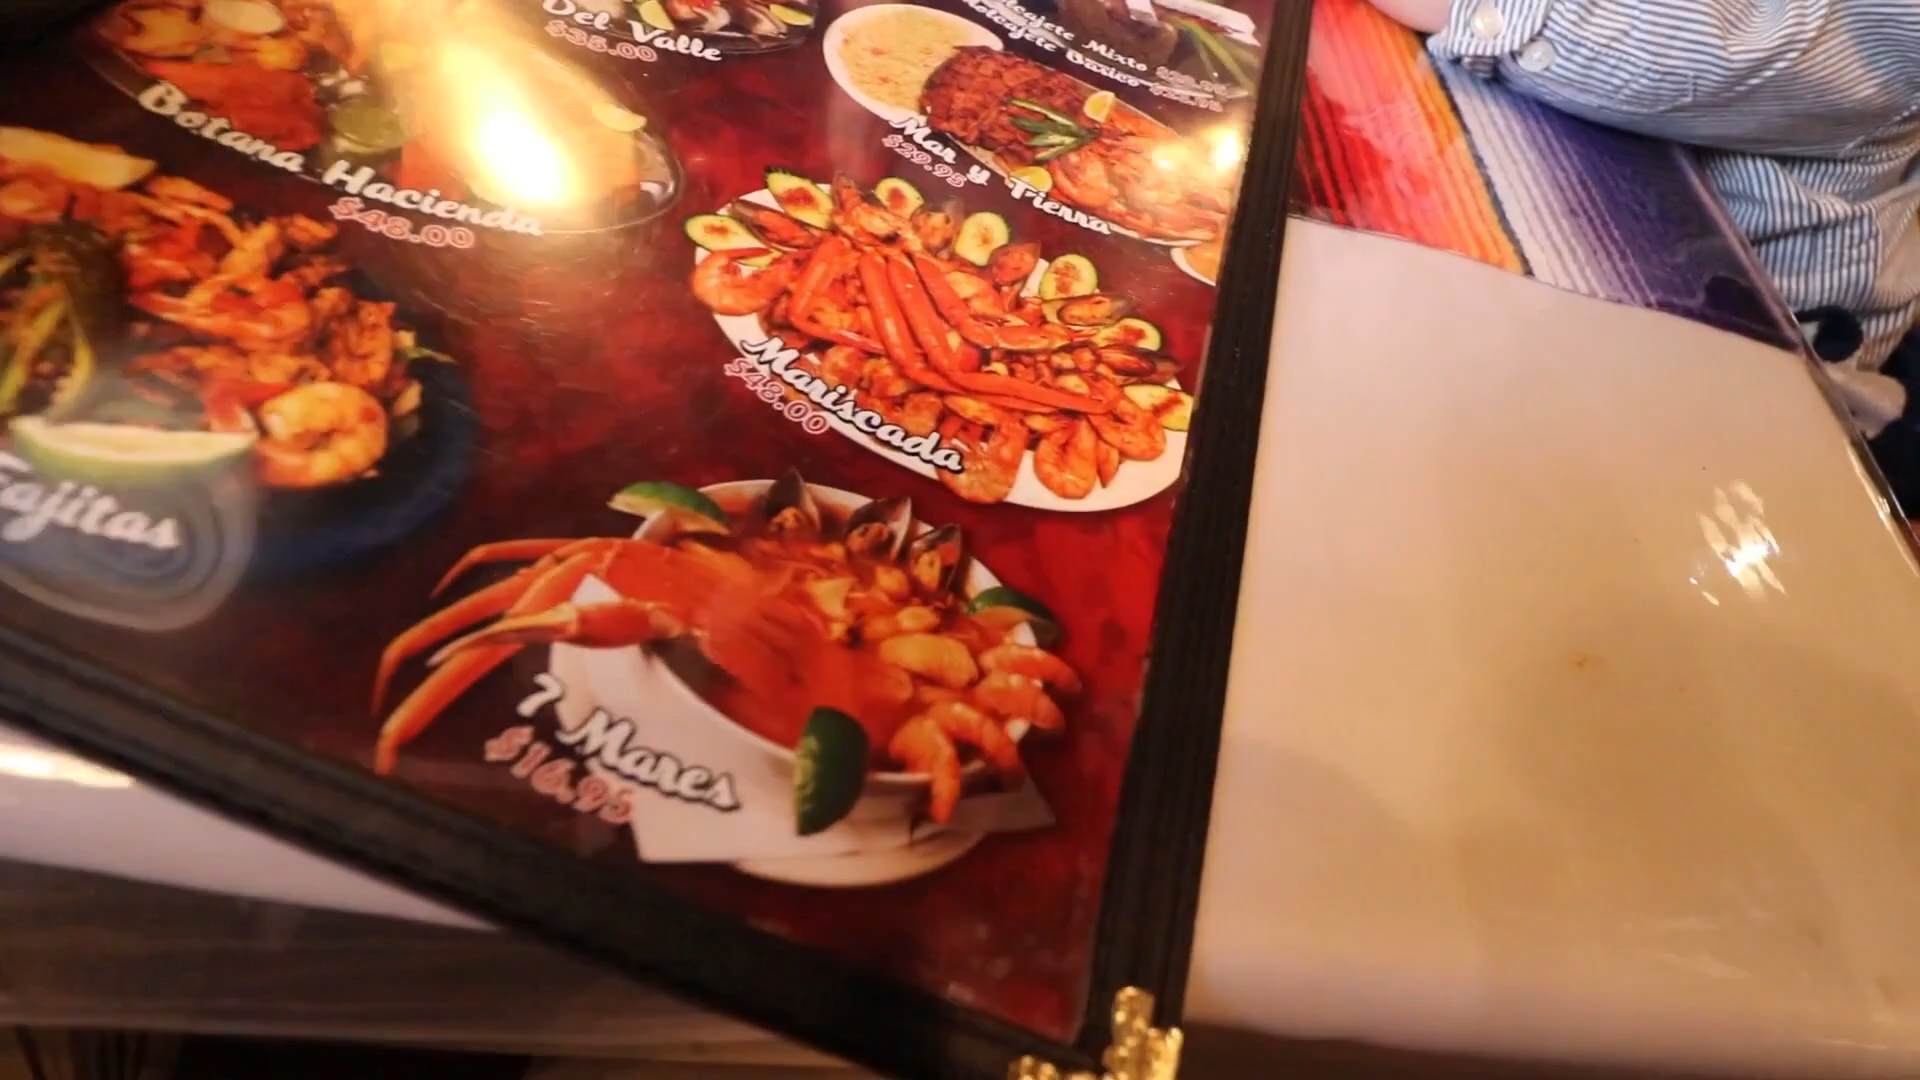 Del Valle
$35.00
Molcajete Mixto
Molcajete
Mar y Tierra
$29.95
Botana Hacienda
$48.00
Mariscada
$48.00
Fajitas
7 Mares
$16.95